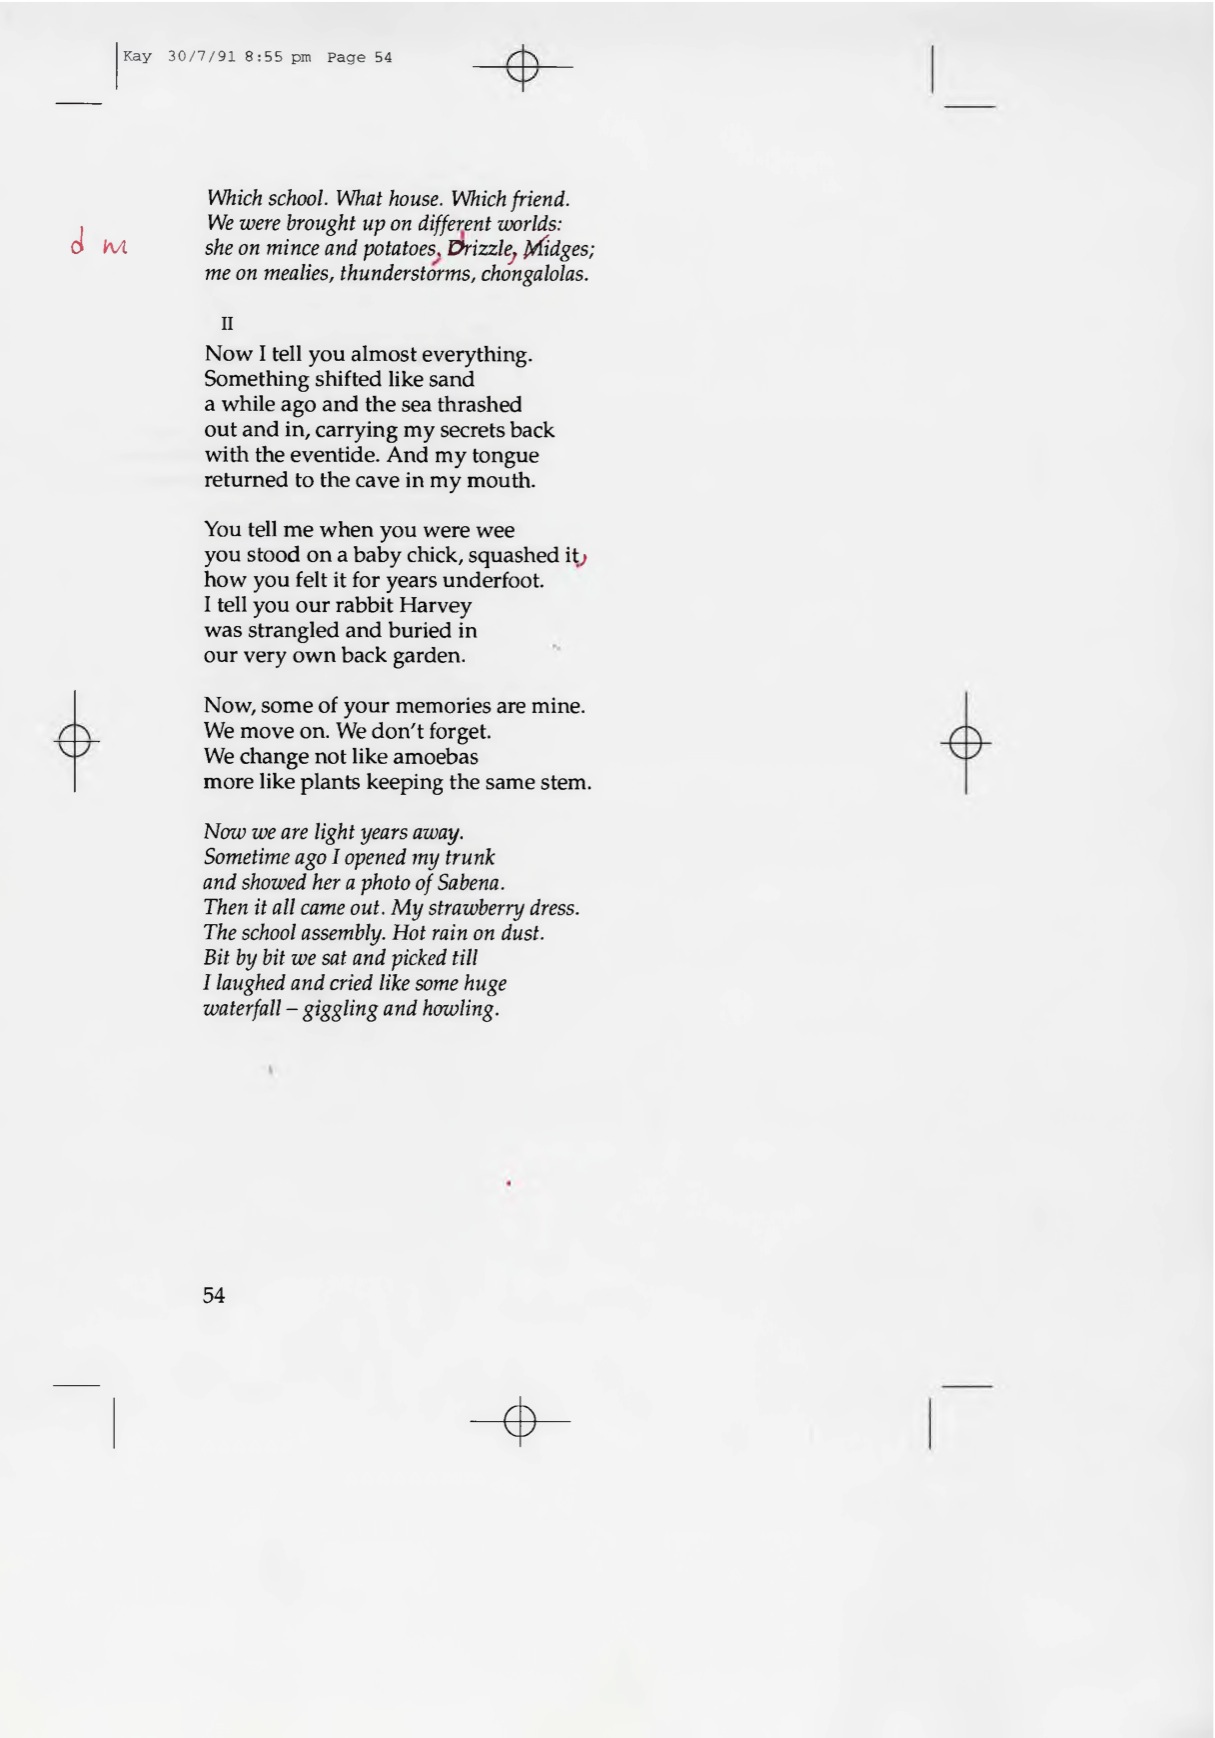 Kay 30/7/91 8:55 pm Page 54
Which school. What house. Which friend.
We were brought up on different worlds:
d m
she on mince and potatoes, Drizzle, Midges;
me on mealies, thunderstorms, chongalolas.
II
Now I tell you almost everything.
Something shifted like sand
a while ago and the sea thrashed
out and in, carrying my secrets back
with the eventide. And my tongue
returned to the cave in my mouth.
You tell me when you were wee
you stood on a baby chick, squashed it,
how you felt it for years underfoot.
I tell you our rabbit Harvey
was strangled and buried in
our very own back garden.
Now, some of your memories are mine.
We move on. We don't forget.
We change not like amoebas
more like plants keeping the same stem.
Now we are light years away.
Sometime ago I opened my trunk
and showed her a photo of Sabena.
Then it all came out. My strawberry dress.
The school assembly. Hot rain on dust.
Bit by bit we sat and picked till
I laughed and cried like some huge
waterfall – giggling and howling.
54